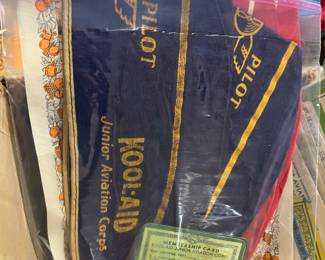 PILOT
PILOT
KOOL-AID
Junior Aviation Corps
MEMBERSHIP CARD